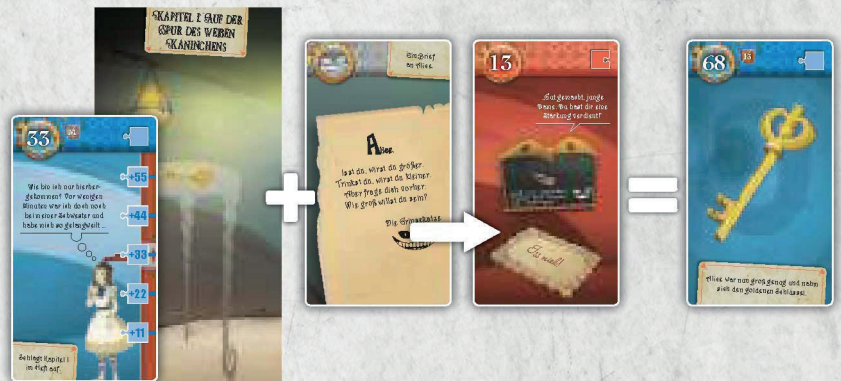 KAPITEL I: AUF DER
SPUR DES WEIßEN
KANINCHENS
33
Wie bin ich nur hierher
gekommen? Vor wenigen
Minuten war ich doch noch
bei meiner Schwester und
habe mich so gelangweilt ...
+55
+44
+33
+22
+11
Schlagt Kapitel I
im Heft auf.
Ein Brief
an Alice.
Alice,
isst du, wirst du größer.
Trinkst du, wirst du kleiner.
Aber frage dich vorher:
Wie groß willst du sein?
Die Grinsekatze
13
Gut gemacht, junge
Dame. Du hast dir eine
Stärkung verdient!
Iss mich!
68
13
Alice war nun groß genug und nahm
sich den goldenen Schlüssel.